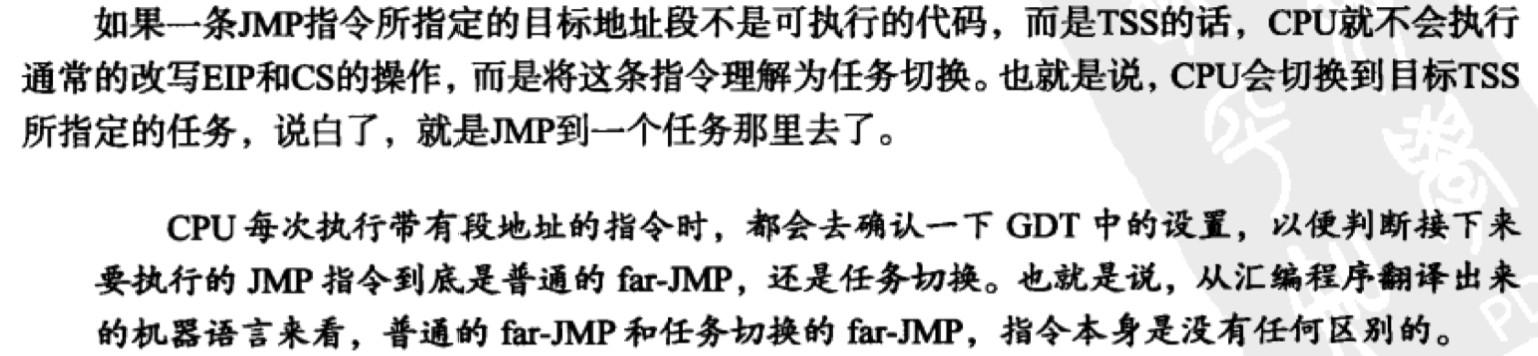 如果一条JMP指令所指定的目标地址段不是可执行的代码，而是TSS的话，CPU就不会执行
通常的改写EIP和CS的操作，而是将这条指令理解为任务切换。也就是说，CPU会切换到目标TSS
所指定的任务，说白了，就是JMP到一个任务那里去了。
CPU 每次执行带有段地址的指令时，都会去确认一下 GDT 中的设置，以便判断接下来
要执行的 JMP 指令到底是普通的 far-JMP，还是任务切换。也就是说，从汇编程序翻译出来
的机器语言来看，普通的 far-JMP 和任务切换的 far-JMP，指令本身是没有任何区别的。